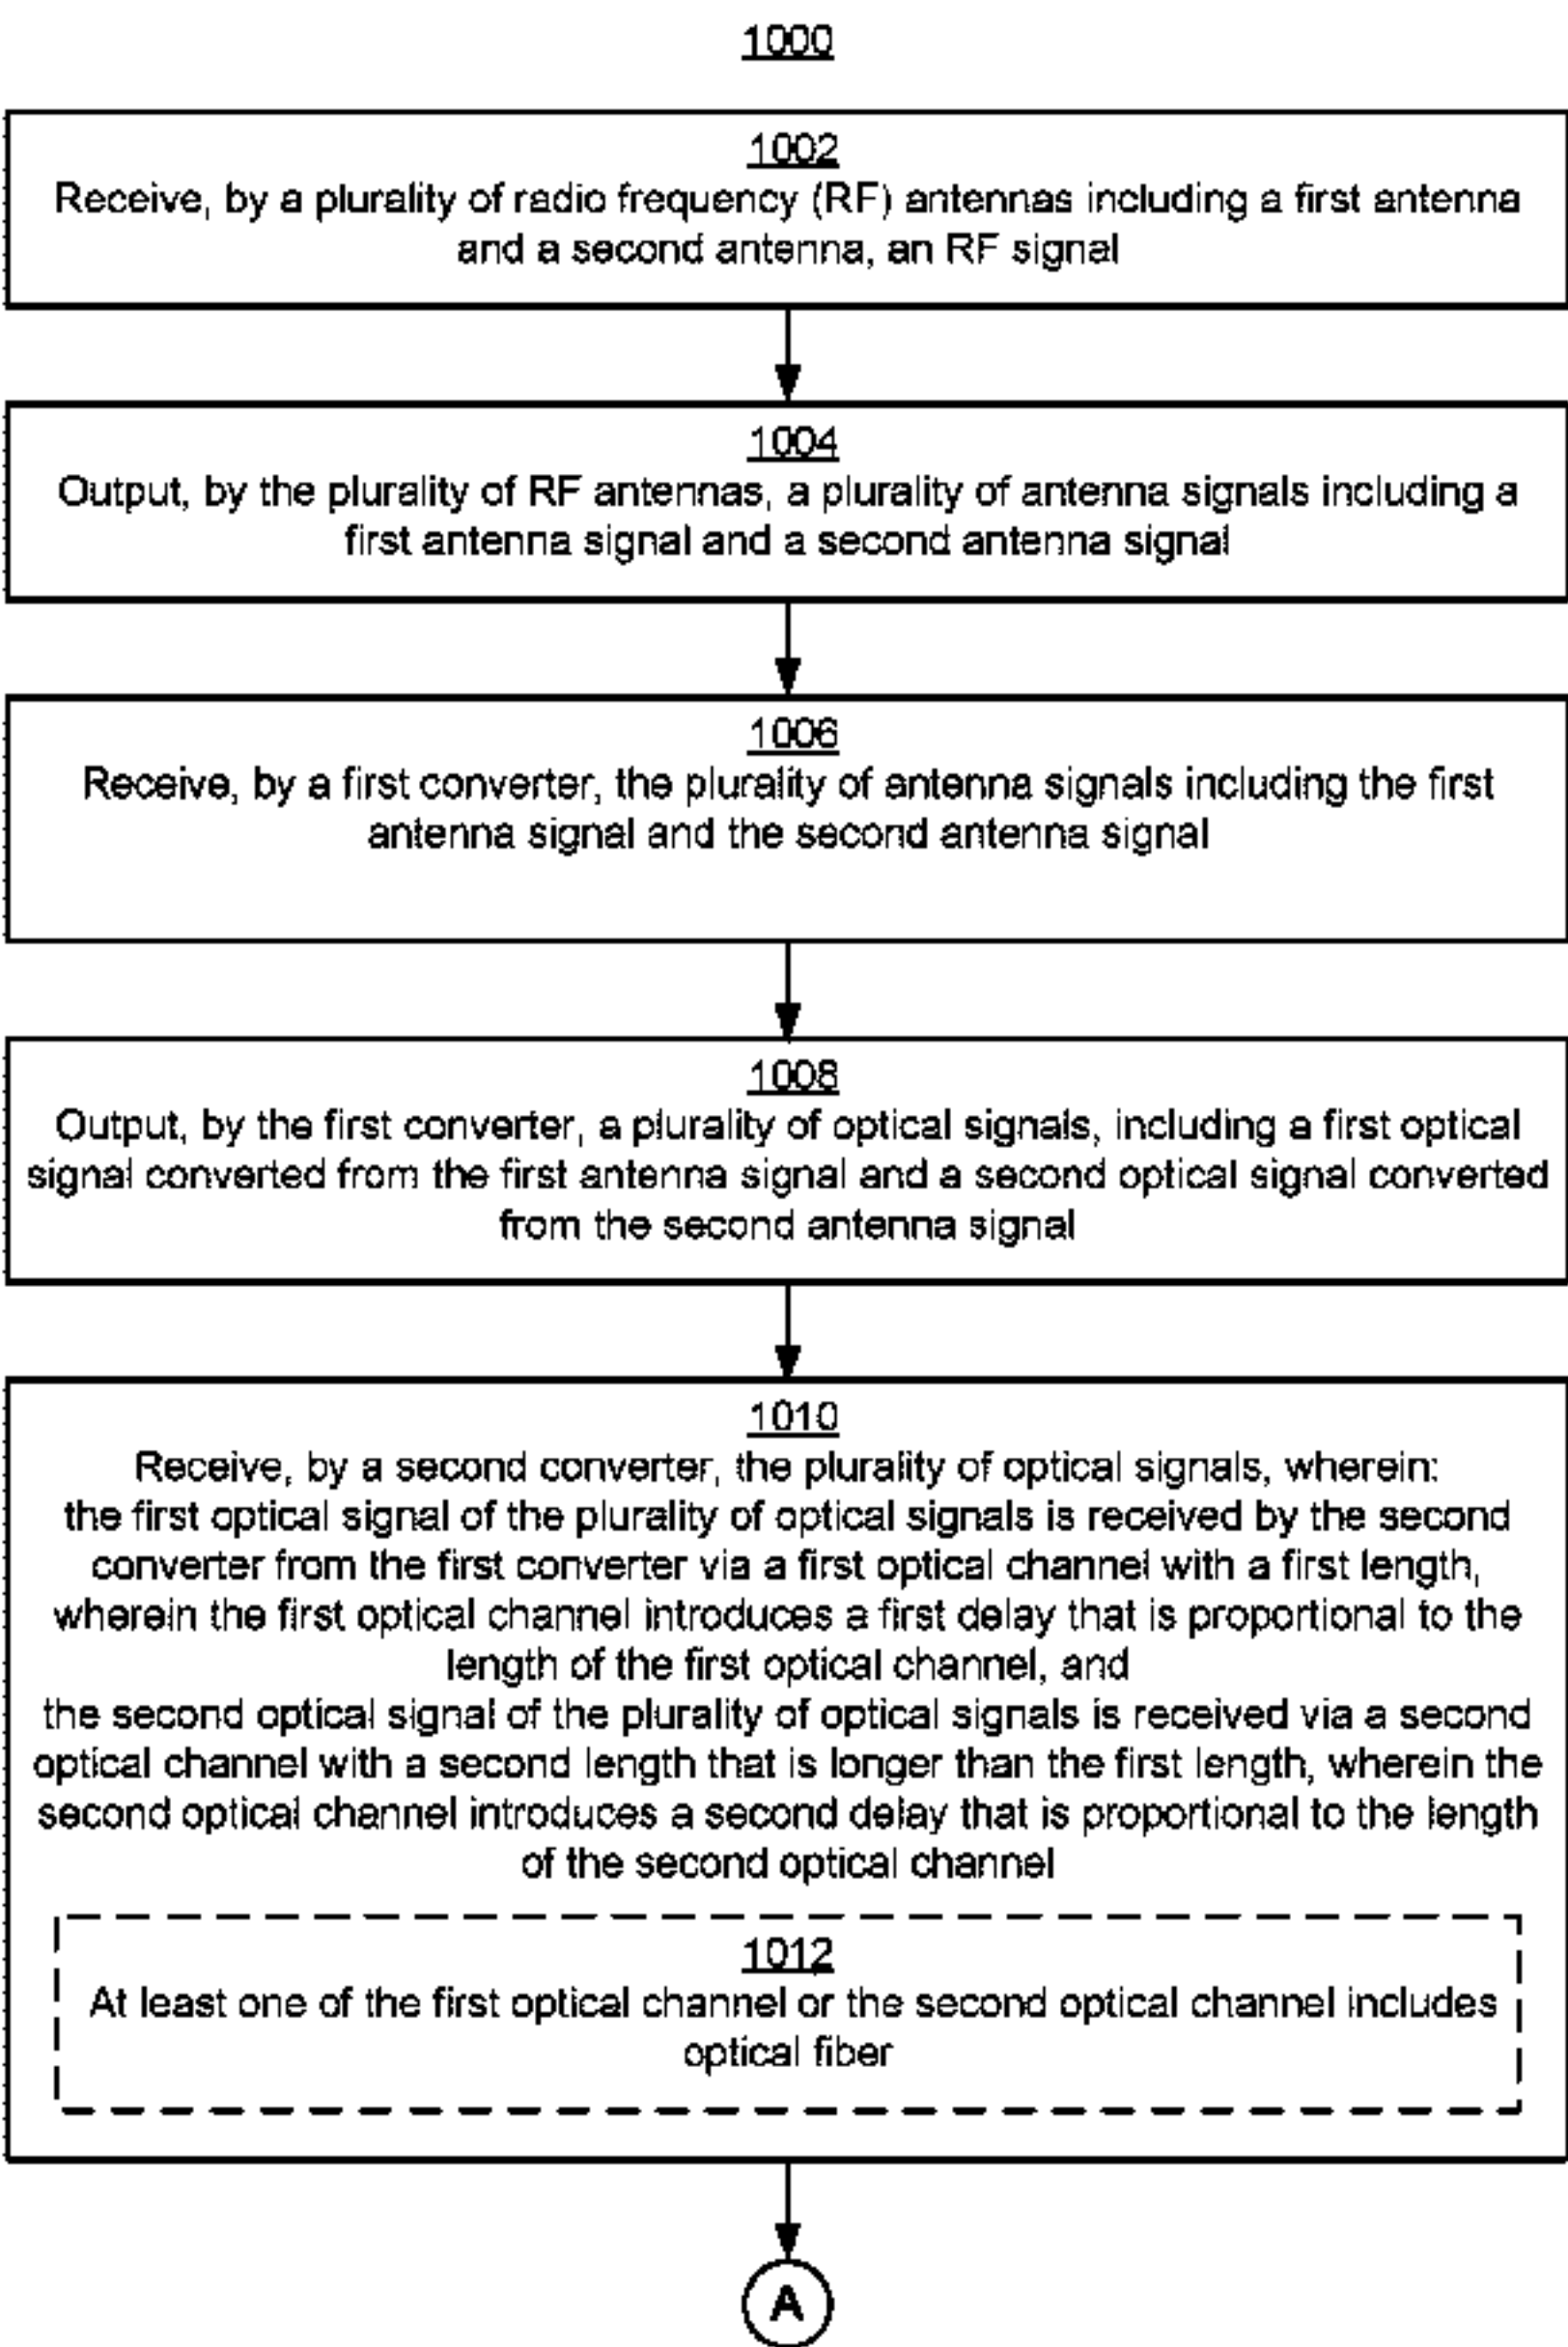 1000
1002
Receive, by a plurality of radio frequency (RF) antennas including a first antenna
and a second antenna, an RF signal
1004
Output, by the plurality of RF antennas, a plurality of antenna signals including a
first antenna signal and a second antenna signal
1006
Receive, by a first converter, the plurality of antenna signals including the first
antenna signal and the second antenna signal
1008
Output, by the first converter, a plurality of optical signals, including a first optical
signal converted from the first antenna signal and a second optical signal converted
from the second antenna signal
1010
Receive, by a second converter, the plurality of optical signals, wherein:
the first optical signal of the plurality of optical signals is received by the second
converter from the first converter via a first optical channel with a first length,
wherein the first optical channel introduces a first delay that is proportional to the
length of the first optical channel, and
the second optical signal of the plurality of optical signals is received via a second
optical channel with a second length that is longer than the first length, wherein the
second optical channel introduces a second delay that is proportional to the length
of the second optical channel
1012
At least one of the first optical channel or the second optical channel includes
optical fiber
A